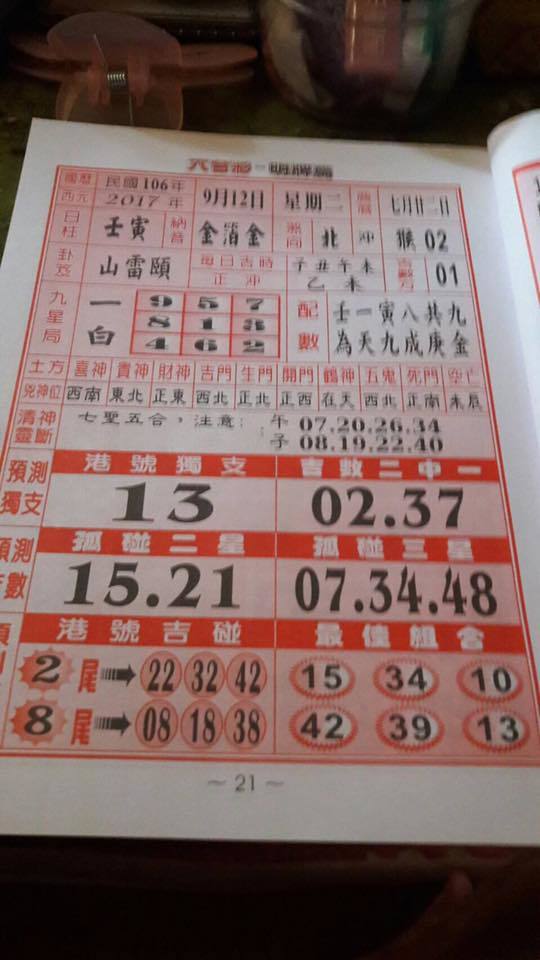 六合彩－明牌篇
國曆 民國106年 9月12日 星期二 農曆 七月廿二日
西元 2017年
日柱 壬寅 納音 金箔金 煞向 北 沖 猴 02
卦氣 山雷頤 每日吉時 子丑午未 吉數方 01
正沖 乙未
九星局 一白 9 5 7 配數 壬一寅八共九
8 1 3
4 6 2 為天九成庚金
土方 喜神 貴神 財神 吉門 生門 開門 鶴神 五鬼 死門 空亡
兇神位 西南 東北 正東 西北 正北 正西 在天 西北 正南 未辰
清神靈斷 七聖五合,注意: 午 07.20.26.34
子 08.19.22.40
預測獨支 港號獨支 吉數二中一
13 02.37
孤碰二星 孤碰三星
15.21 07.34.48
港號吉碰 最佳組合
2尾 22 32 42 15 34 10
8尾 08 18 38 42 39 13
~ 21 ~